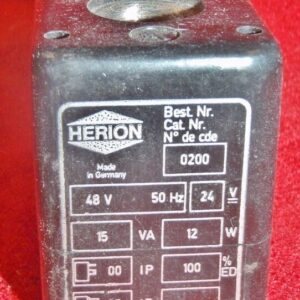 HERION
Made
in Germany
Best. Nr.
Cat. Nr.
N° de cde
0200
48 V 50 Hz 24 V
15 VA 12 W
00 IP 100 % ED